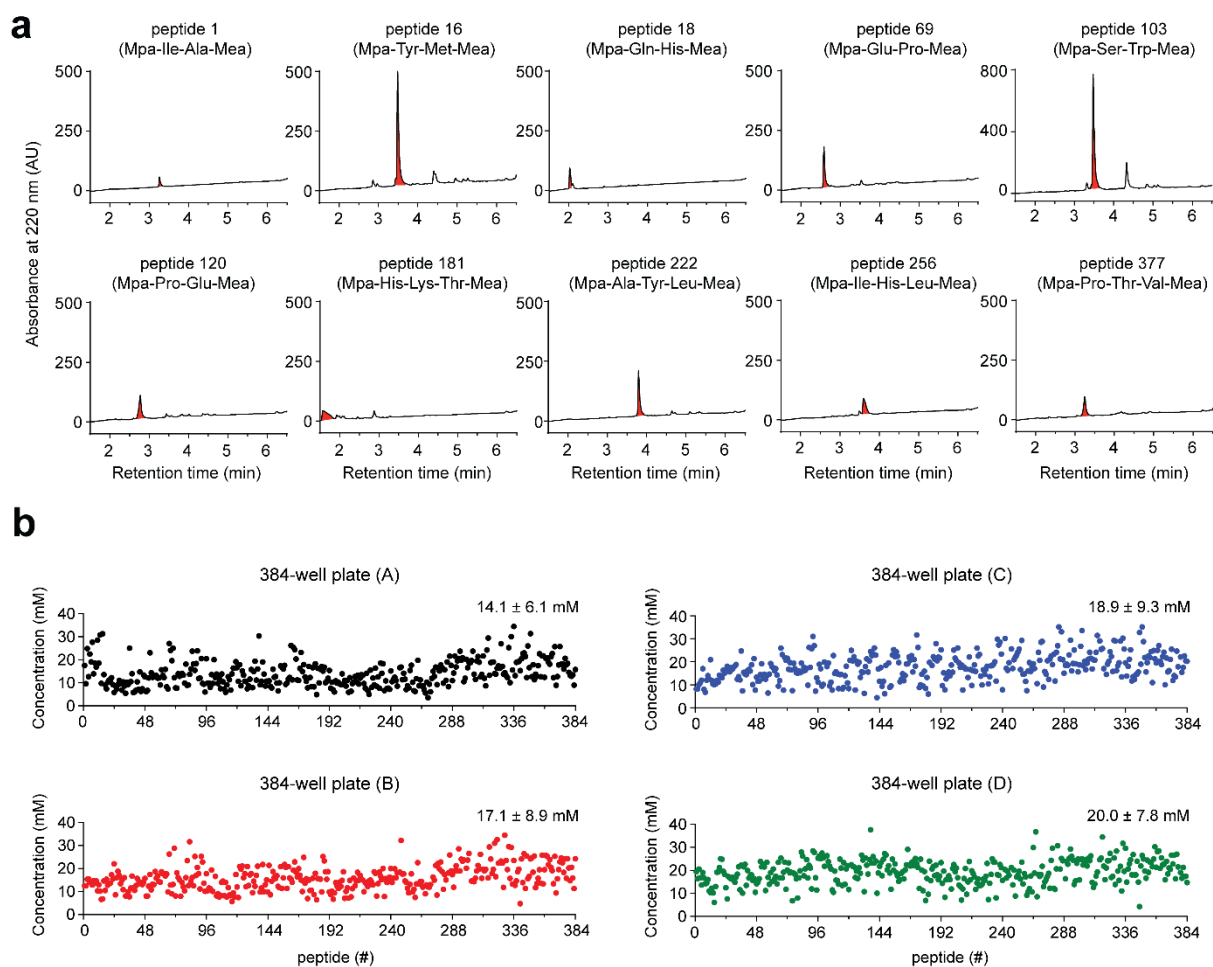 a
peptide 1
(Mpa-Ile-Ala-Mea)
peptide 16
(Mpa-Tyr-Met-Mea)
peptide 18
(Mpa-Gln-His-Mea)
peptide 69
(Mpa-Glu-Pro-Mea)
peptide 103
(Mpa-Ser-Trp-Mea)
Absorbance at 220 nm (AU)
500
250
0
2 3 4 5 6
500
250
0
2 3 4 5 6
500
250
0
2 3 4 5 6
500
250
0
2 3 4 5 6
800
400
0
2 3 4 5 6
peptide 120
(Mpa-Pro-Glu-Mea)
peptide 181
(Mpa-His-Lys-Thr-Mea)
peptide 222
(Mpa-Ala-Tyr-Leu-Mea)
peptide 256
(Mpa-Ile-His-Leu-Mea)
peptide 377
(Mpa-Pro-Thr-Val-Mea)
500
250
0
2 3 4 5 6
Retention time (min)
500
250
0
2 3 4 5 6
Retention time (min)
500
250
0
2 3 4 5 6
Retention time (min)
500
250
0
2 3 4 5 6
Retention time (min)
500
250
0
2 3 4 5 6
Retention time (min)
b
384-well plate (A)
14.1 ± 6.1 mM
Concentration (mM)
40
30
20
10
0
0 48 96 144 192 240 288 336 384
384-well plate (C)
18.9 ± 9.3 mM
Concentration (mM)
40
30
20
10
0
0 48 96 144 192 240 288 336 384
384-well plate (B)
17.1 ± 8.9 mM
Concentration (mM)
40
30
20
10
0
0 48 96 144 192 240 288 336 384
peptide (#)
384-well plate (D)
20.0 ± 7.8 mM
Concentration (mM)
40
30
20
10
0
0 48 96 144 192 240 288 336 384
peptide (#)